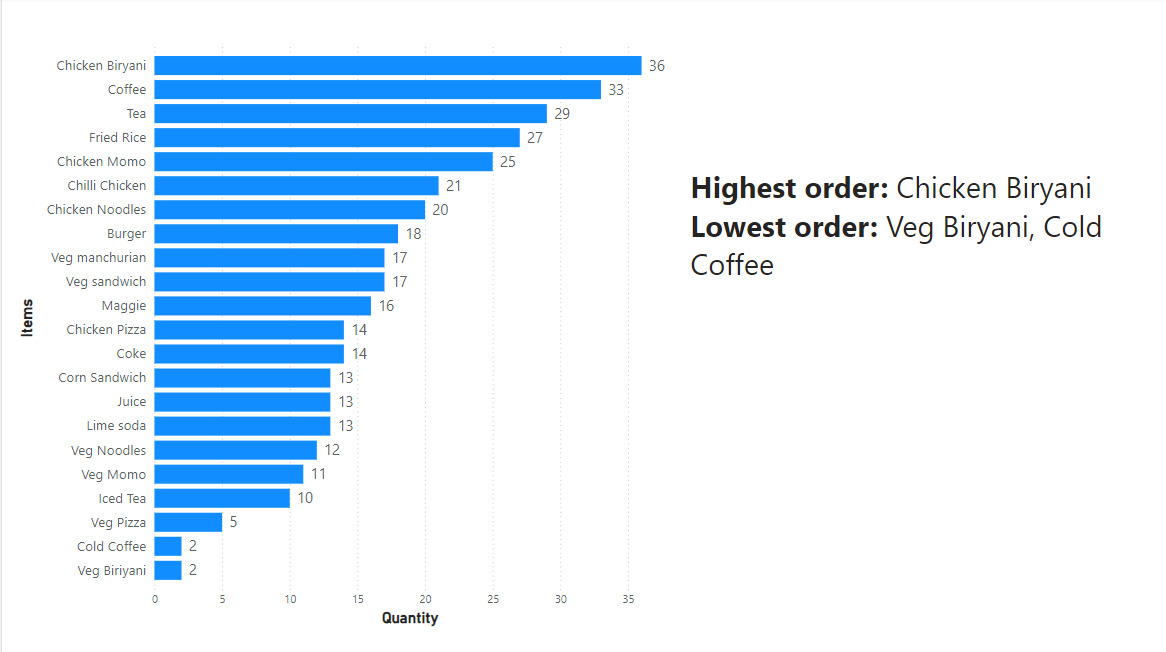 Chicken Biryani 36
Coffee 33
Tea 29
Fried Rice 27
Chicken Momo 25
Chilli Chicken 21
Chicken Noodles 20
Burger 18
Veg manchurian 17
Veg sandwich 17
Maggie 16
Chicken Pizza 14
Coke 14
Corn Sandwich 13
Juice 13
Lime soda 13
Veg Noodles 12
Veg Momo 11
Iced Tea 10
Veg Pizza 5
Cold Coffee 2
Veg Biriyani 2
0 5 10 15 20 25 30 35
Quantity
Items
Highest order: Chicken Biryani
Lowest order: Veg Biryani, Cold
Coffee